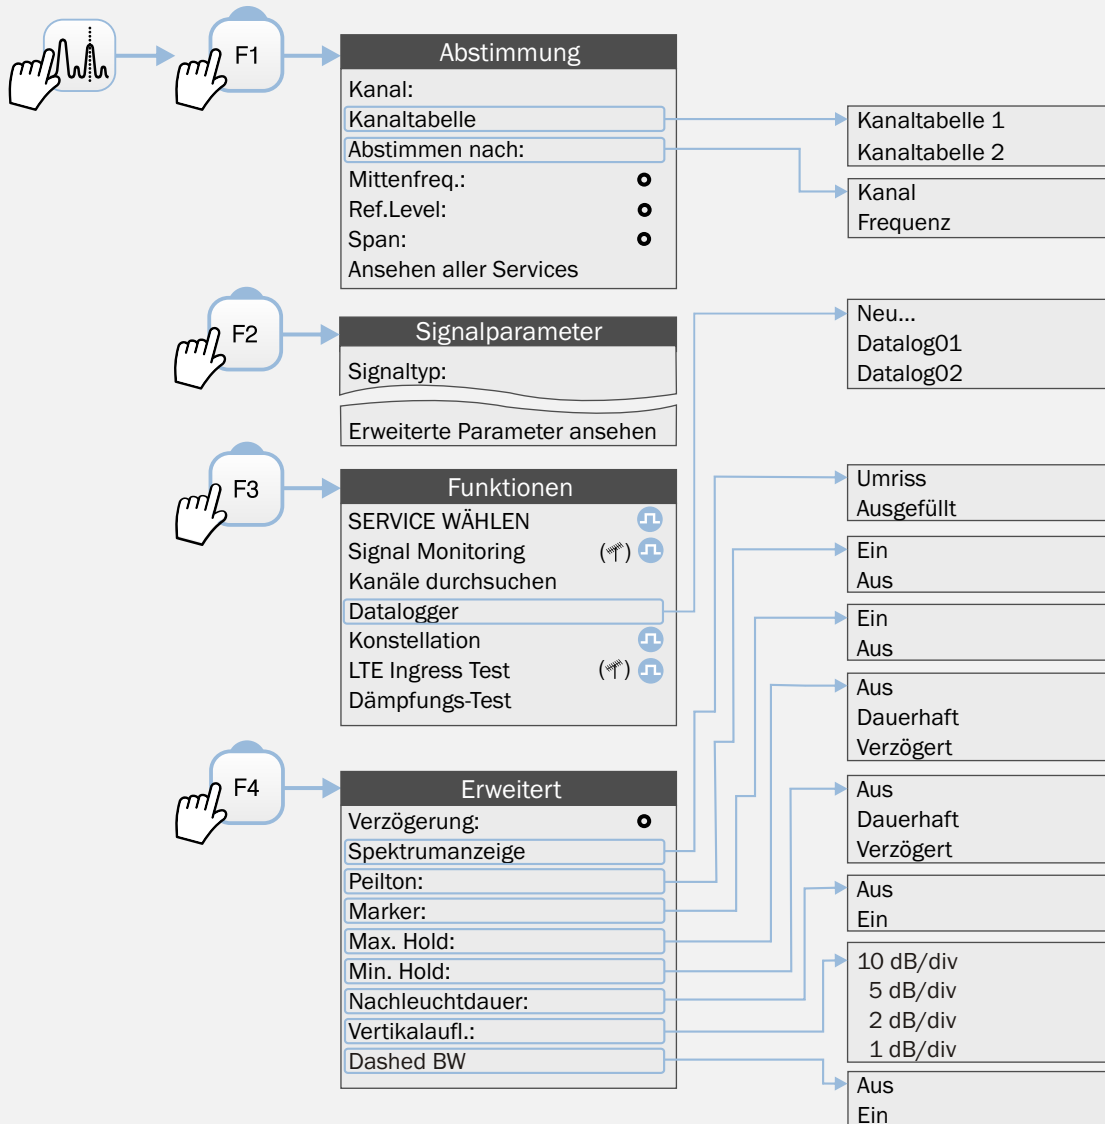 F1
Abstimmung
Kanal:
Kanaltabelle
Abstimmen nach:
Mittenfreq.:
Ref.Level:
Span:
Ansehen aller Services
Kanaltabelle 1
Kanaltabelle 2
Kanal
Frequenz
F2
Signalparameter
Signaltyp:
Erweiterte Parameter ansehen
Neu...
Datalog01
Datalog02
F3
Funktionen
SERVICE WÄHLEN
Signal Monitoring
Kanäle durchsuchen
Datalogger
Konstellation
LTE Ingress Test
Dämpfungs-Test
Umriss
Ausgefüllt
Ein
Aus
Ein
Aus
Aus
Dauerhaft
Verzögert
F4
Erweitert
Verzögerung:
Spektrumanzeige
Peilton:
Marker:
Max. Hold:
Min. Hold:
Nachleuchtdauer:
Vertikalaufl.:
Dashed BW
Aus
Dauerhaft
Verzögert
Aus
Ein
10 dB/div
5 dB/div
2 dB/div
1 dB/div
Aus
Ein